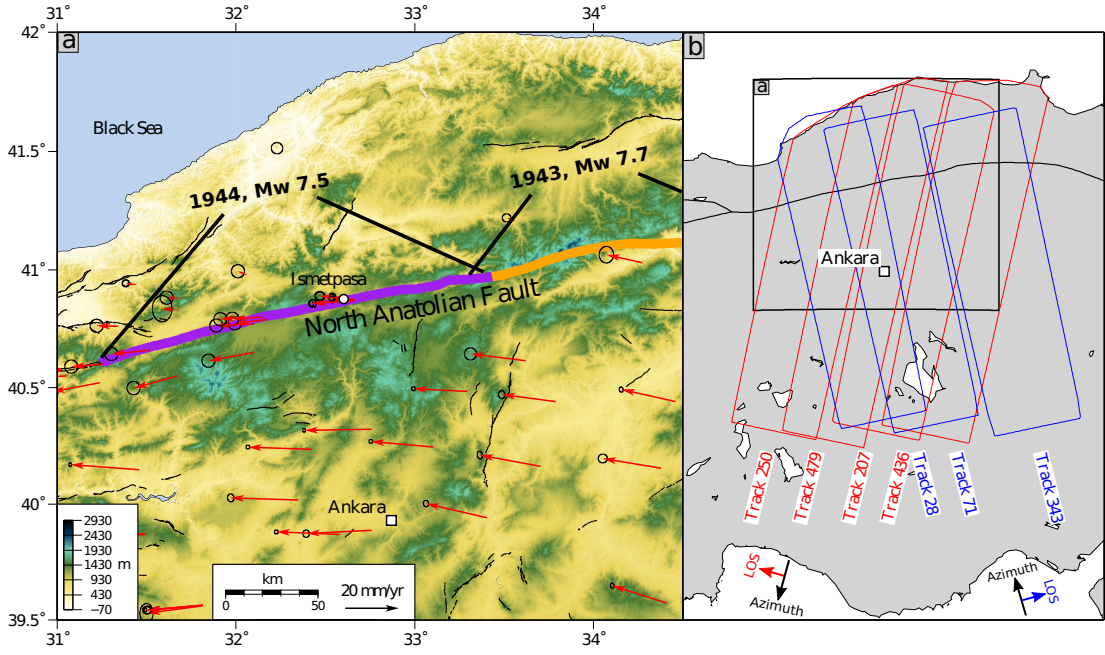 31˚
32˚
33˚
34˚
42˚
41.5˚
41˚
40.5˚
40˚
39.5˚
a
Black Sea
1944, Mw 7.5
1943, Mw 7.7
Ismetpasa
North Anatolian Fault
Ankara
2930
2430
1930
1430 m
930
430
−70
km
0
50
20 mm/yr
b
a
Ankara
Track 250
Track 479
Track 207
Track 436
Track 28
Track 71
Track 343
LOS
Azimuth
Azimuth
LOS